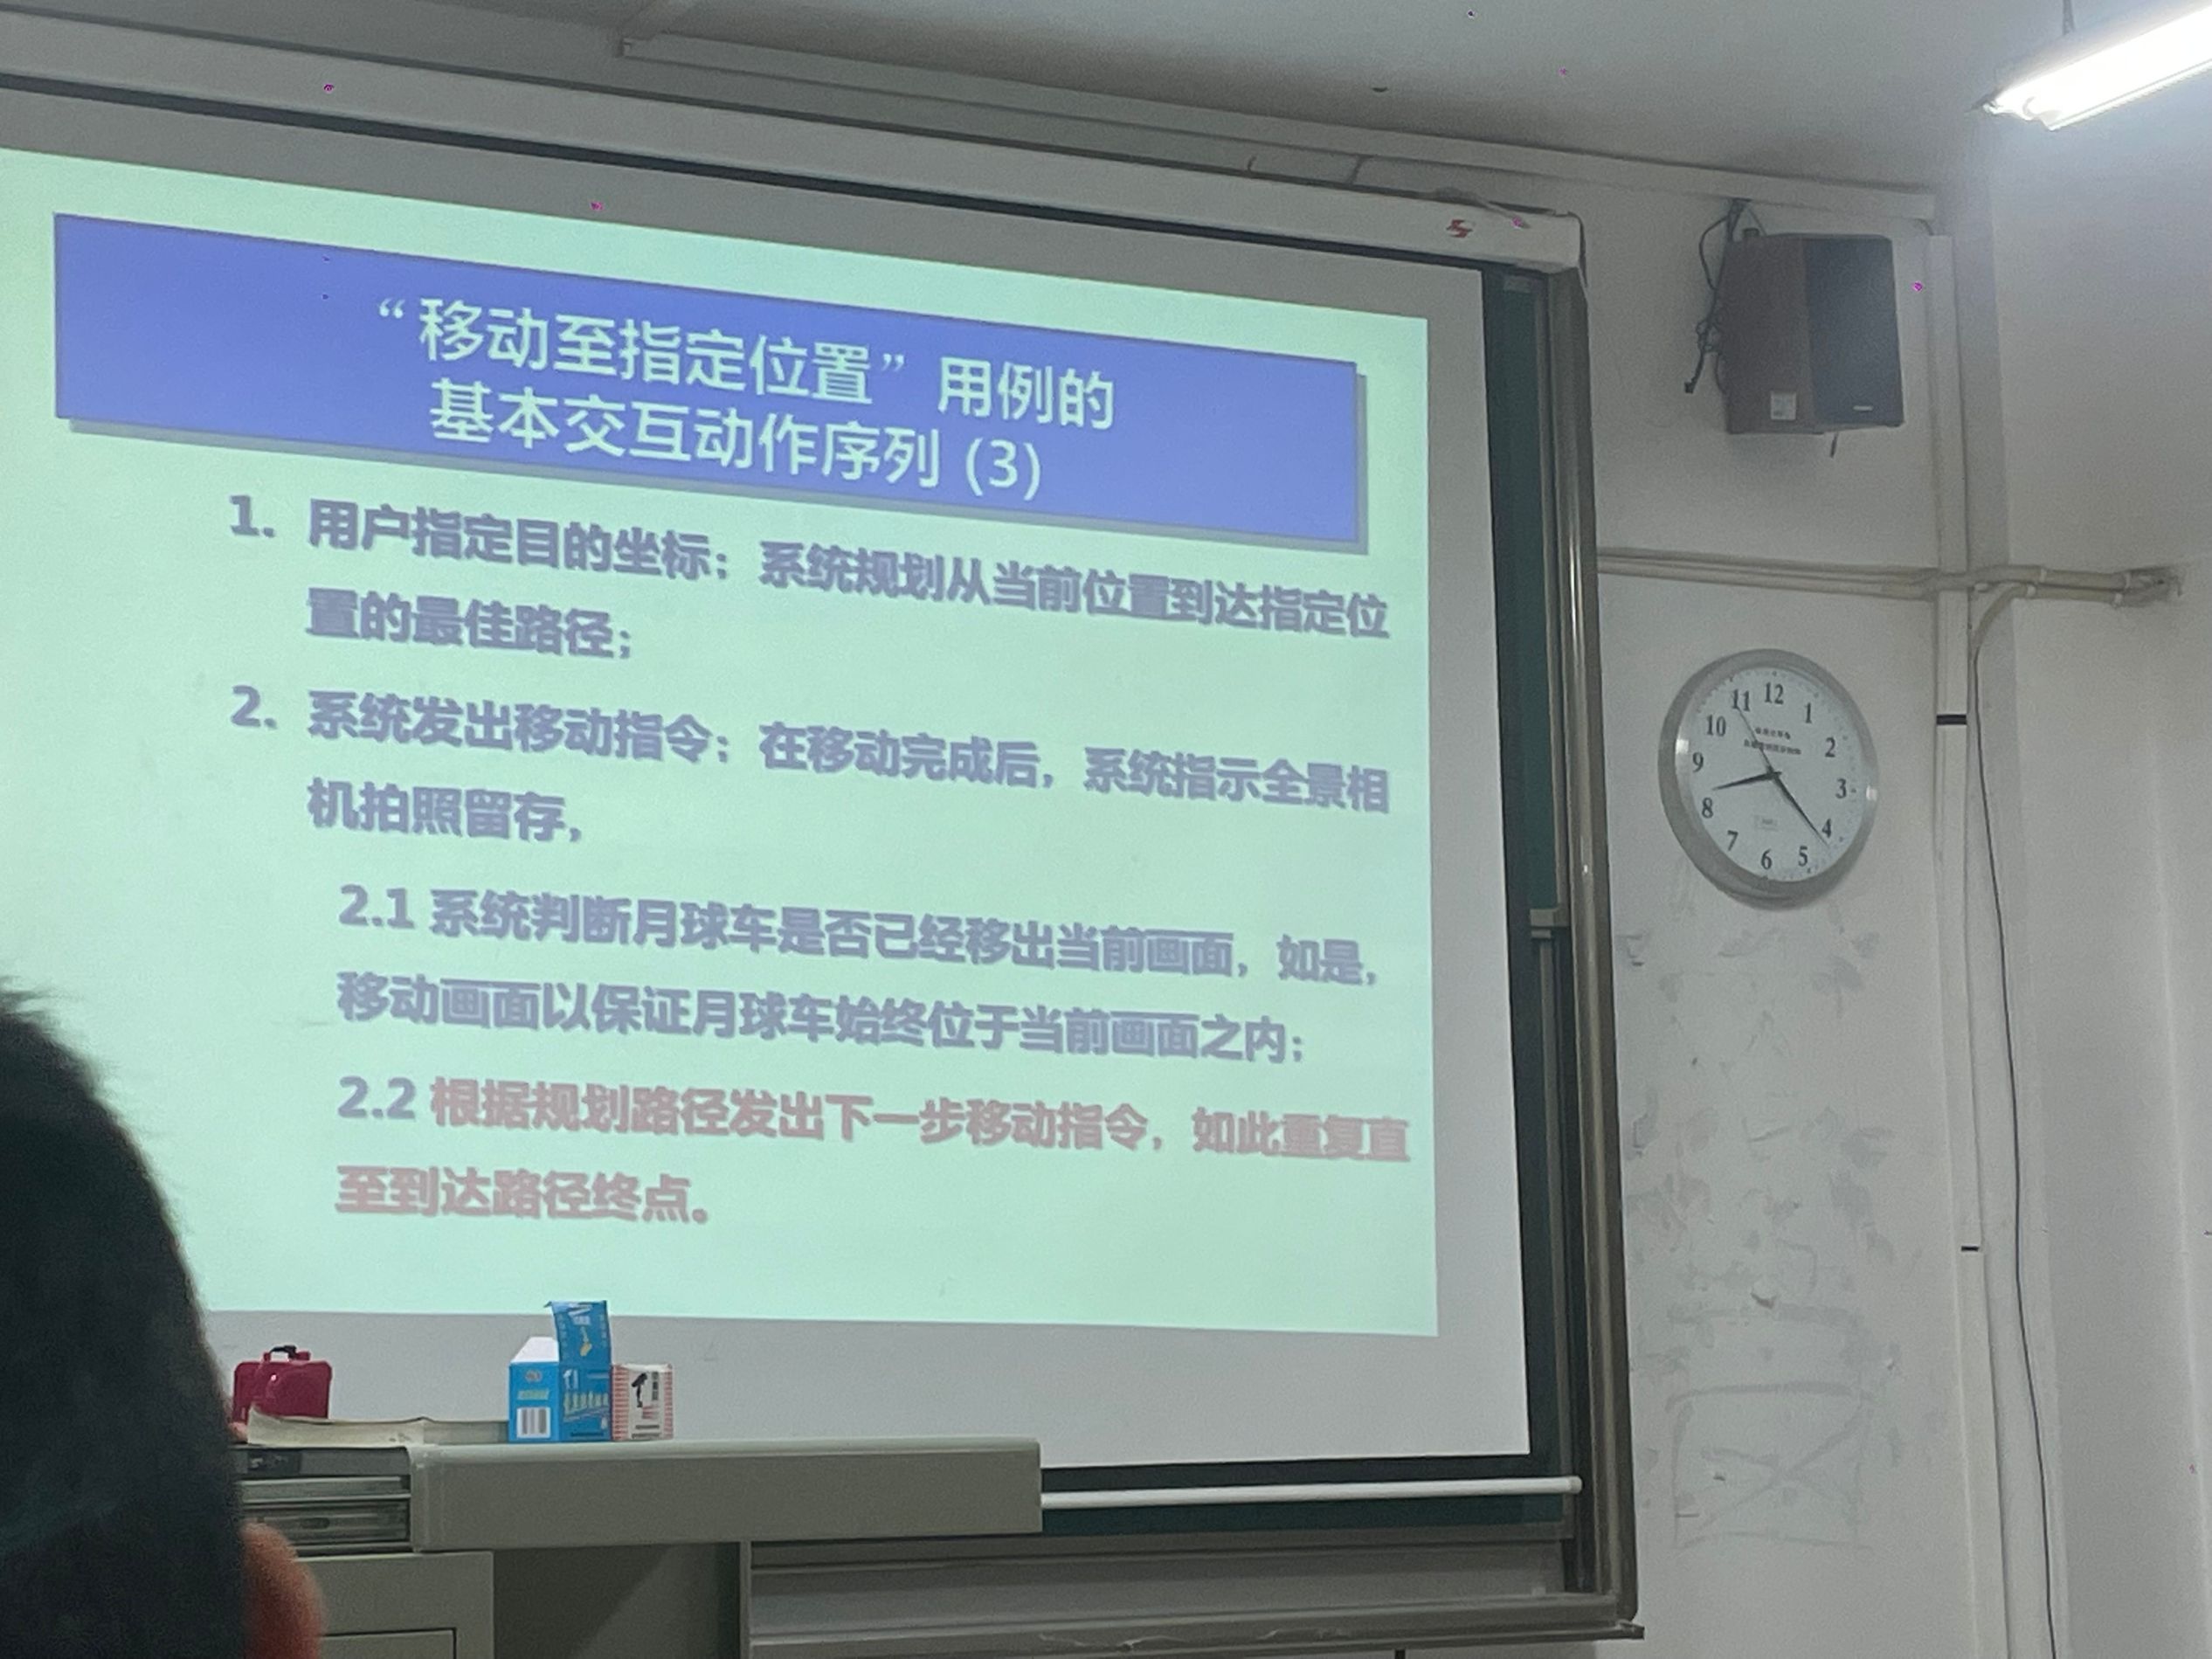 “移动至指定位置”用例的
基本交互动作序列 (3)
1. 用户指定目的坐标；系统规划从当前位置到达指定位
置的最佳路径；
2. 系统发出移动指令；在移动完成后，系统指示全景相
机拍照留存，
2.1 系统判断月球车是否已经移出当前画面，如是，
移动画面以保证月球车始终位于当前画面之内；
2.2 根据规划路径发出下一步移动指令，如此重复直
至到达路径终点。
12
1
2
3
4
5
6
7
8
9
10
11